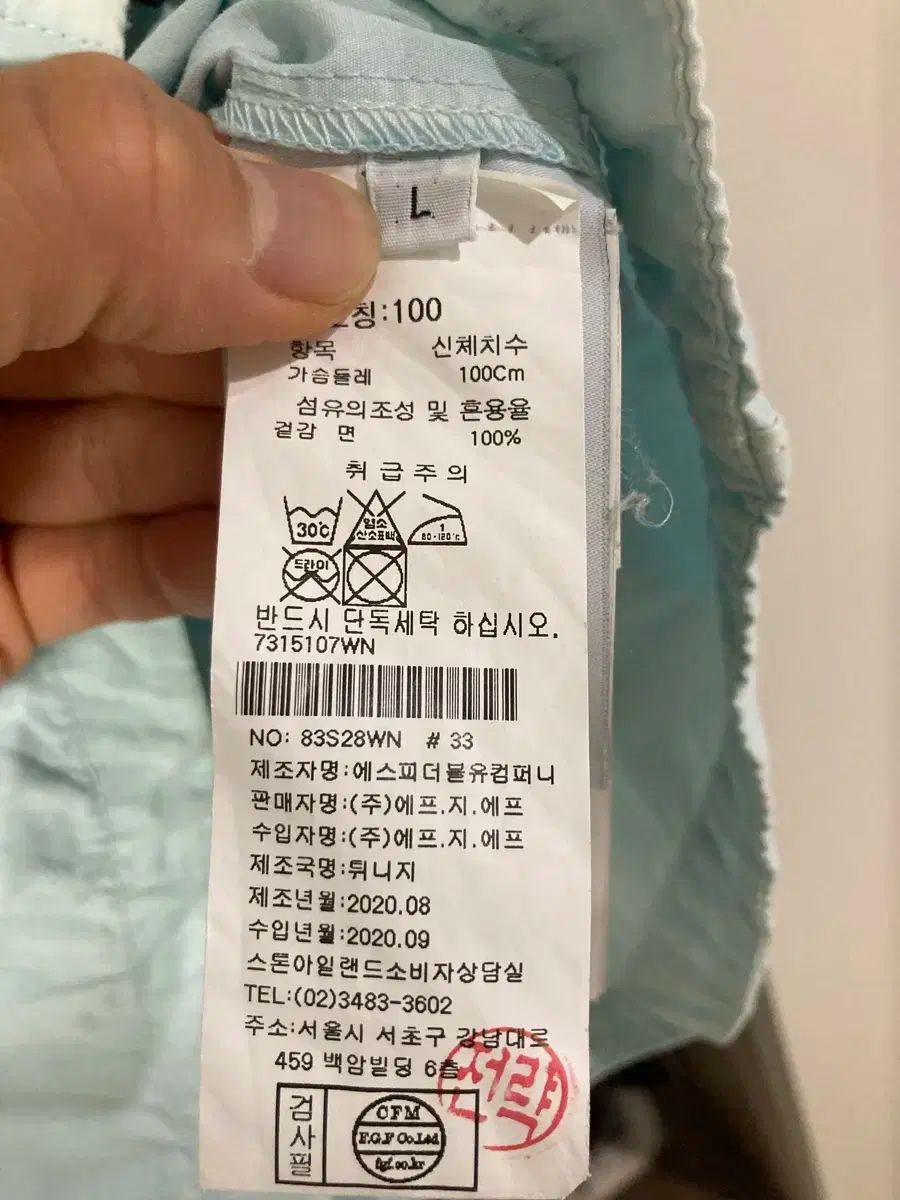 L
칭:100
항목 신체치수
가슴둘레 100Cm
섬유의조성 및 혼용율
겉감 면 100%
취급주의
30℃ 염소 산소표백 1 80-120℃
드라이
반드시 단독세탁 하십시오.
7315107WN
NO: 83S28WN # 33
제조자명:에스피더블유컴퍼니
판매자명:(주)에프.지.에프
수입자명:(주)에프.지.에프
제조국명:튀니지
제조년월:2020.08
수입년월:2020.09
스톤아일랜드소비자상담실
TEL:(02)3483-3602
주소:서울시 서초구 강남대로
459 백암빌딩 6층
검사필
CFM
F.G.F Co.Ltd
fgf.co.kr